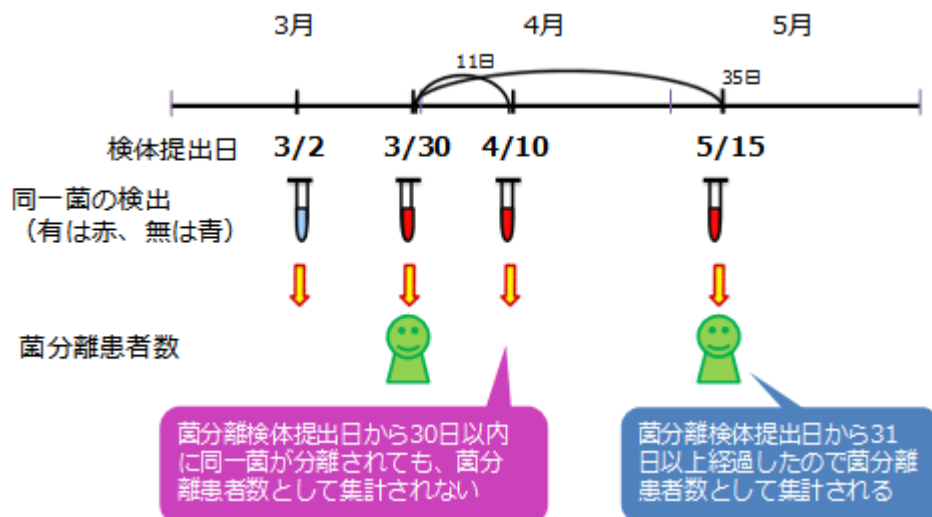 3月
4月
5月
11日
35日
検体提出日
3/2
3/30
4/10
5/15
同一菌の検出
（有は赤、無は青）
菌分離患者数
菌分離検体提出日から30日以内
に同一菌が分離されても、菌分
離患者数として集計されない
菌分離検体提出日から31
日以上経過したので菌分離
患者数として集計される